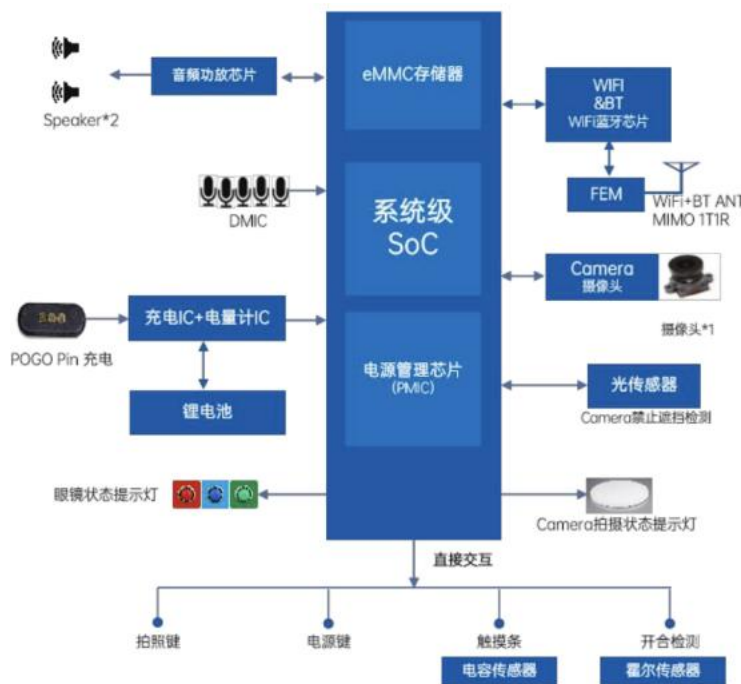 音频功放芯片
Speaker*2
DMIC
POGO Pin 充电
充电IC+电量计IC
锂电池
眼镜状态提示灯
eMMC存储器
系统级
SoC
电源管理芯片
(PMIC)
WIFI
&BT
WiFi蓝牙芯片
FEM
WiFi+BT ANT
MIMO 1T1R
Camera
摄像头
摄像头*1
光传感器
Camera禁止遮挡检测
Camera拍摄状态提示灯
直接交互
拍照键
电源键
触摸条
电容传感器
开合检测
霍尔传感器